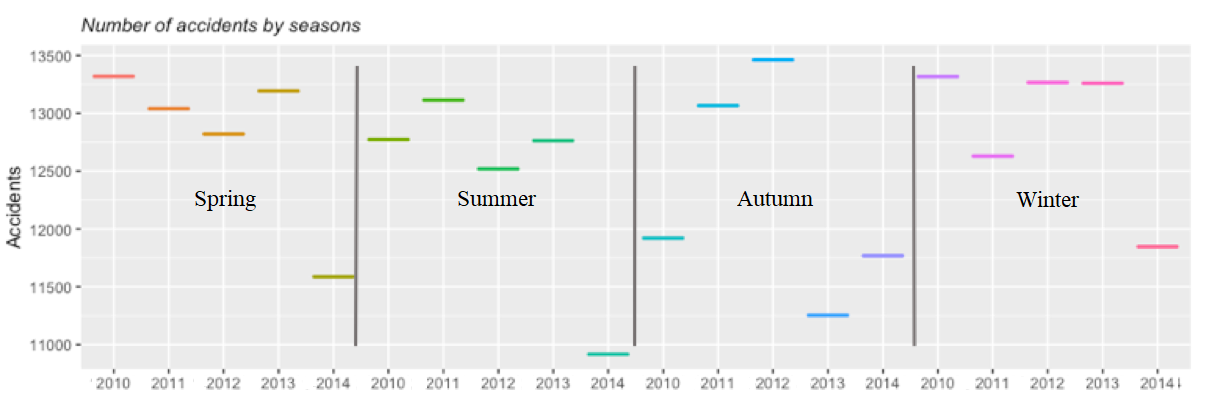 Number of accidents by seasons
13500
13000
12500
12000
11500
11000
Accidents
Spring Summer Autumn Winter
2010 2011 2012 2013 2014 2010 2011 2012 2013 2014 2010 2011 2012 2013 2014 2010 2011 2012 2013 2014